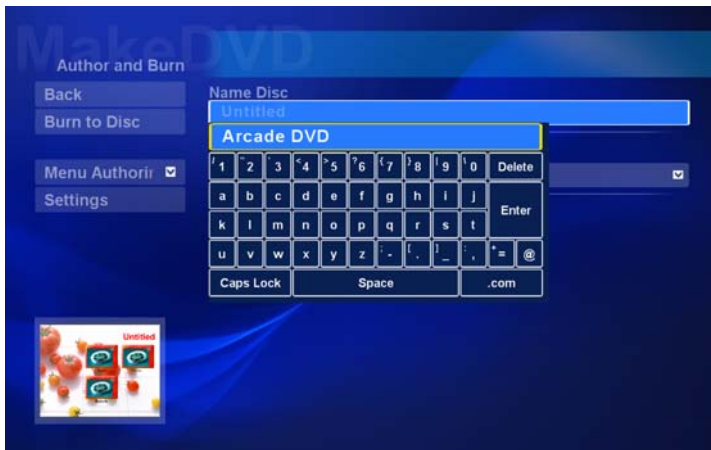 MakeDVD
Author and Burn
Back
Burn to Disc
Menu Authorir
Settings
Name Disc
Untitled
Arcade DVD
1 2 3 4 5 6 7 8 9 0 Delete
a b c d e f g h i j
Enter
k l m n o p q r s t
u v w x y z - . _ , = @
Caps Lock Space .com
Untitled